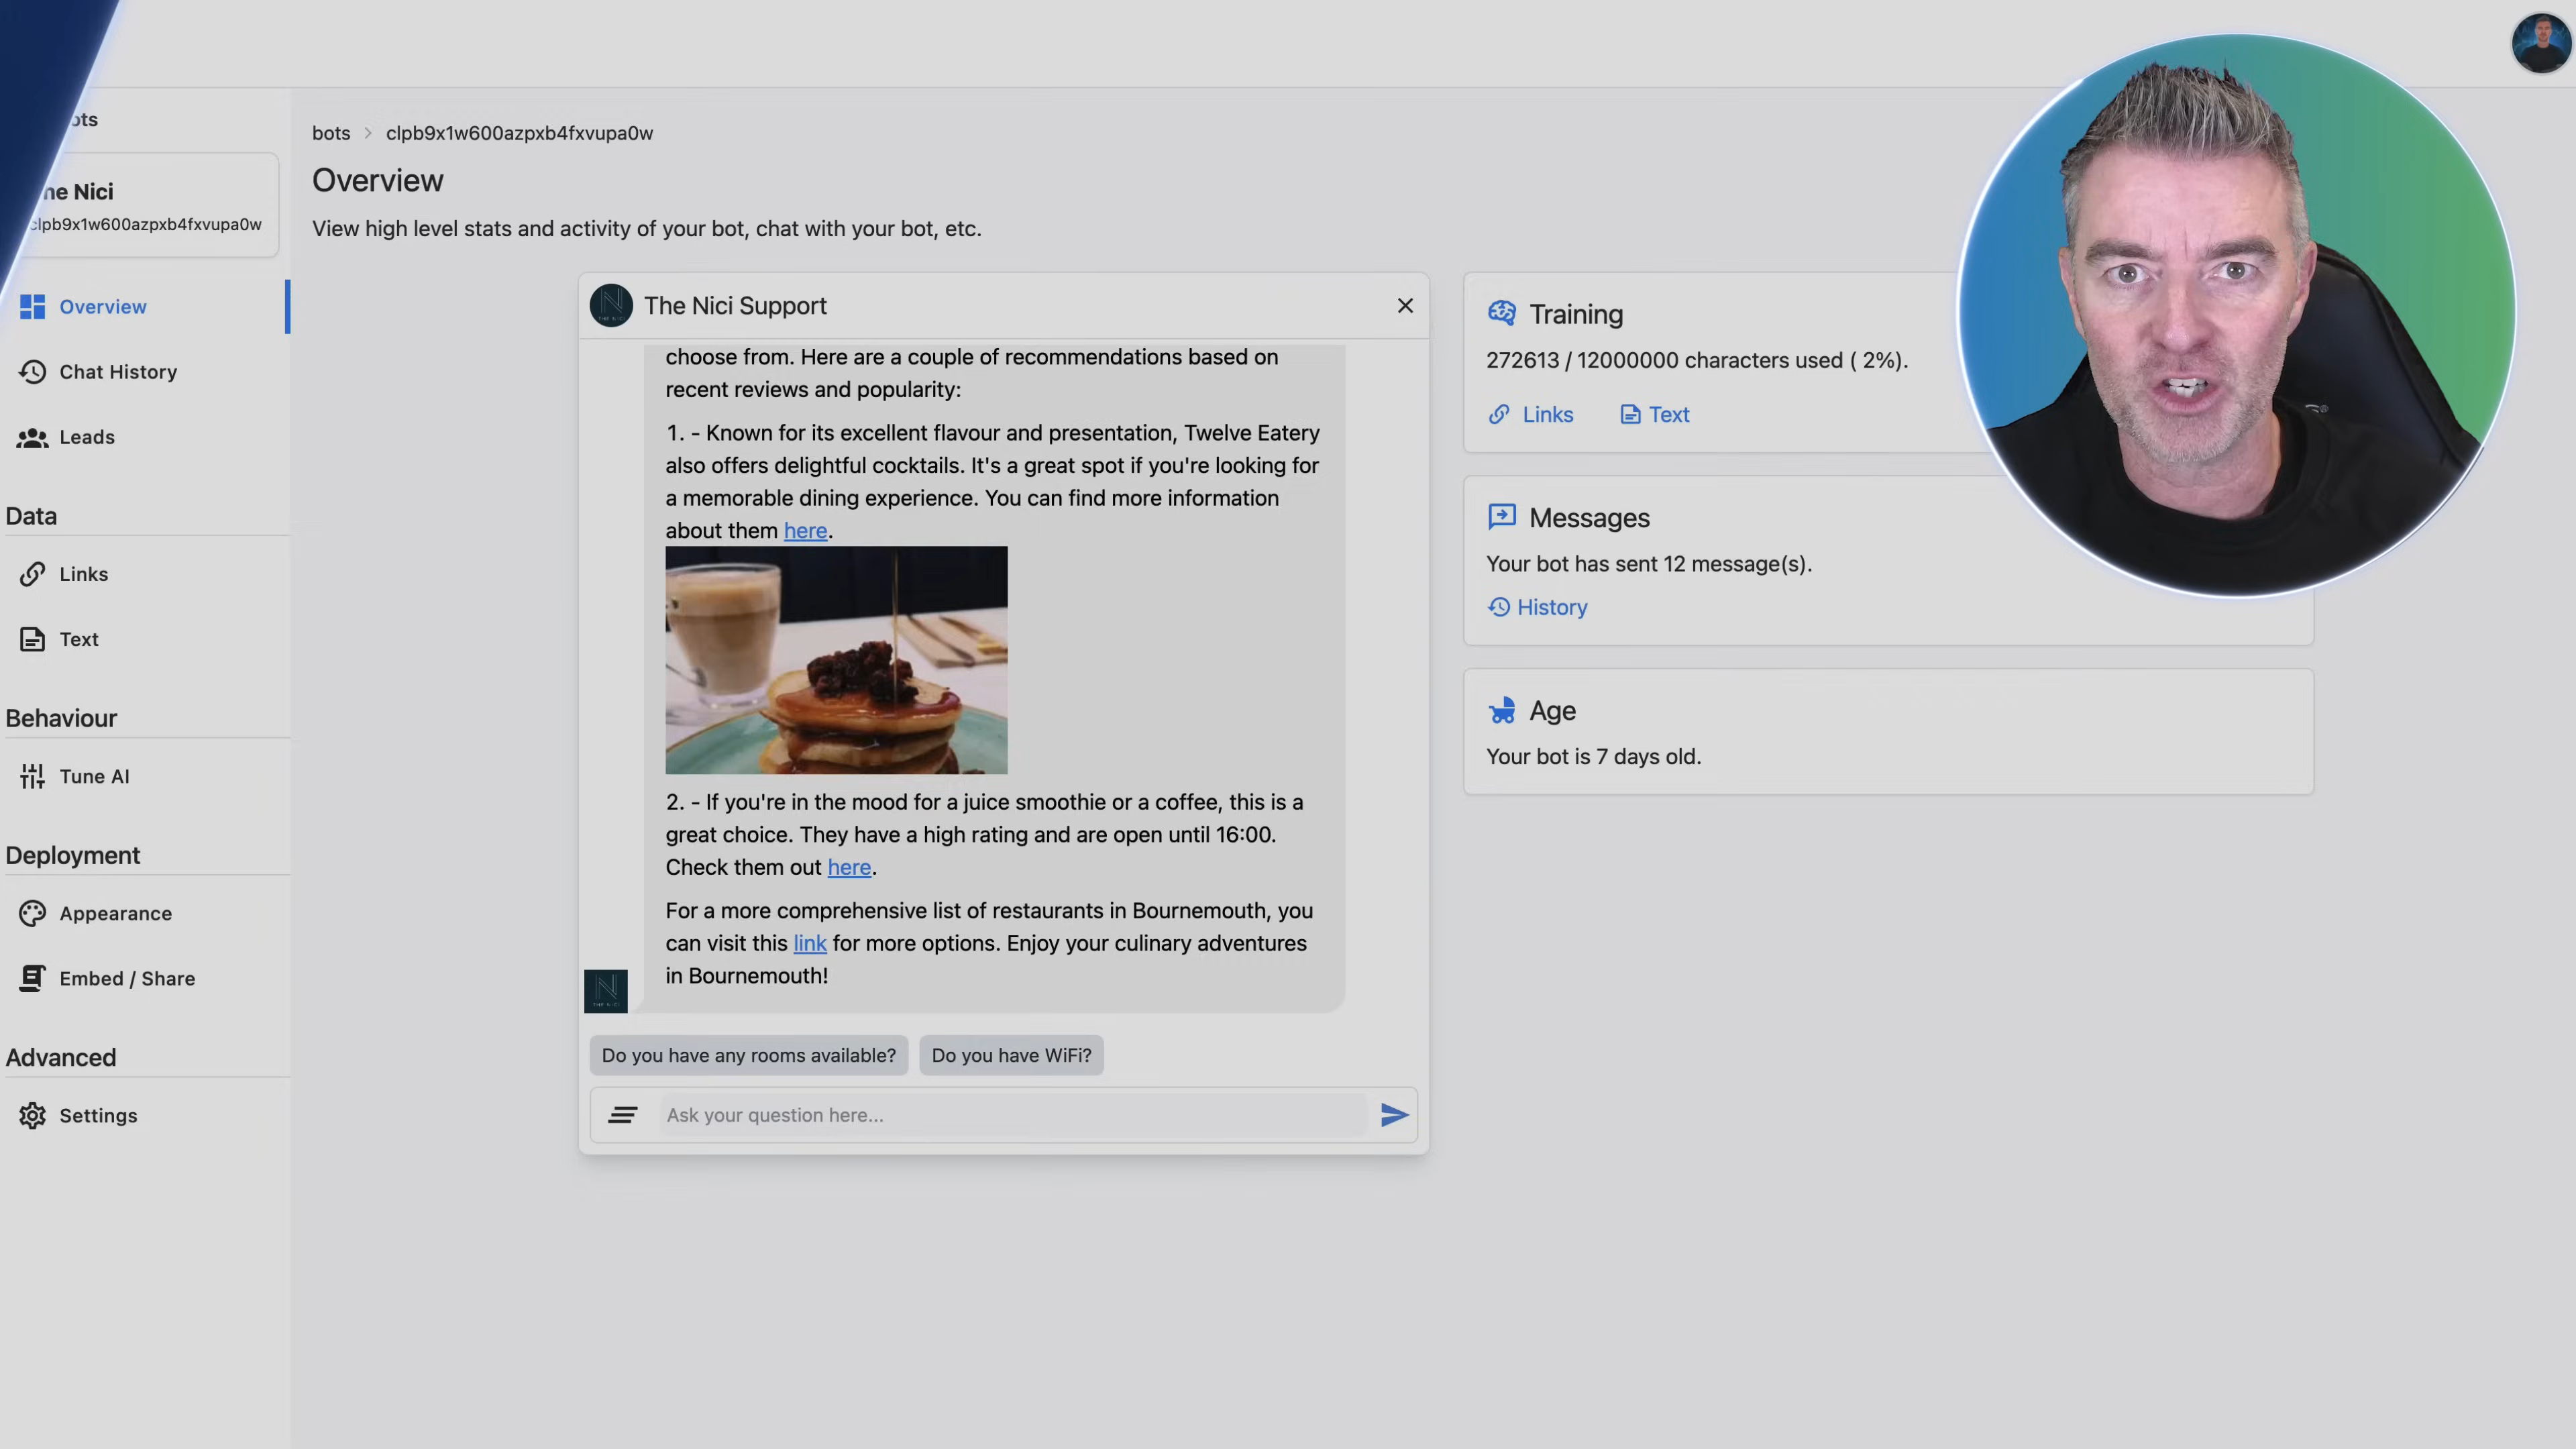 bots > clpb9x1w600azpxb4fxvupa0w
Overview
View high level stats and activity of your bot, chat with your bot, etc.
clpb9x1w600azpxb4fxvupa0w
Overview
Chat History
Leads
Data
Links
Text
Behaviour
Tune AI
Deployment
Appearance
Embed / Share
Advanced
Settings
The Nici Support
choose from. Here are a couple of recommendations based on
recent reviews and popularity:
1. - Known for its excellent flavour and presentation, Twelve Eatery
also offers delightful cocktails. It's a great spot if you're looking for
a memorable dining experience. You can find more information
about them here.
2. - If you're in the mood for a juice smoothie or a coffee, this is a
great choice. They have a high rating and are open until 16:00.
Check them out here.
For a more comprehensive list of restaurants in Bournemouth, you
can visit this link for more options. Enjoy your culinary adventures
in Bournemouth!
Do you have any rooms available?
Do you have WiFi?
Ask your question here...
Training
272613 / 12000000 characters used ( 2%).
Links
Text
Messages
Your bot has sent 12 message(s).
History
Age
Your bot is 7 days old.